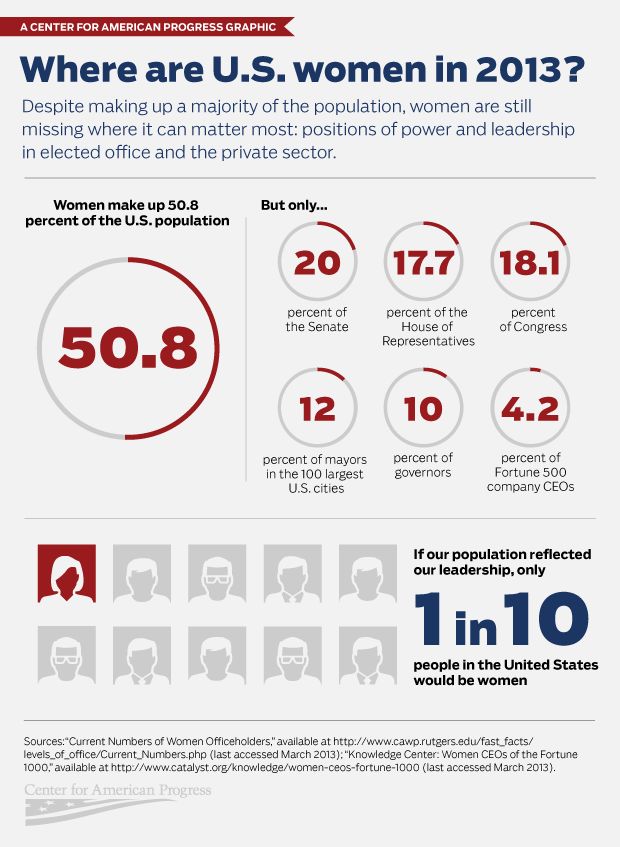 A CENTER FOR AMERICAN PROGRESS GRAPHIC
Where are U.S. women in 2013?
Despite making up a majority of the population, women are still
missing where it can matter most: positions of power and leadership
in elected office and the private sector.
Women make up 50.8
percent of the U.S. population
50.8
But only...
20
percent of
the Senate
17.7
percent of the
House of
Representatives
18.1
percent
of Congress
12
percent of mayors
in the 100 largest
U.S. cities
10
percent of
governors
4.2
percent of
Fortune 500
company CEOs
If our population reflected
our leadership, only
1 in 10
people in the United States
would be women
Sources: "Current Numbers of Women Officeholders," available at http://www.cawp.rutgers.edu/fast_facts/
levels_of_office/Current_Numbers.php (last accessed March 2013); "Knowledge Center: Women CEOs of the Fortune
1000," available at http://www.catalyst.org/knowledge/women-ceos-fortune-1000 (last accessed March 2013).
Center for American Progress